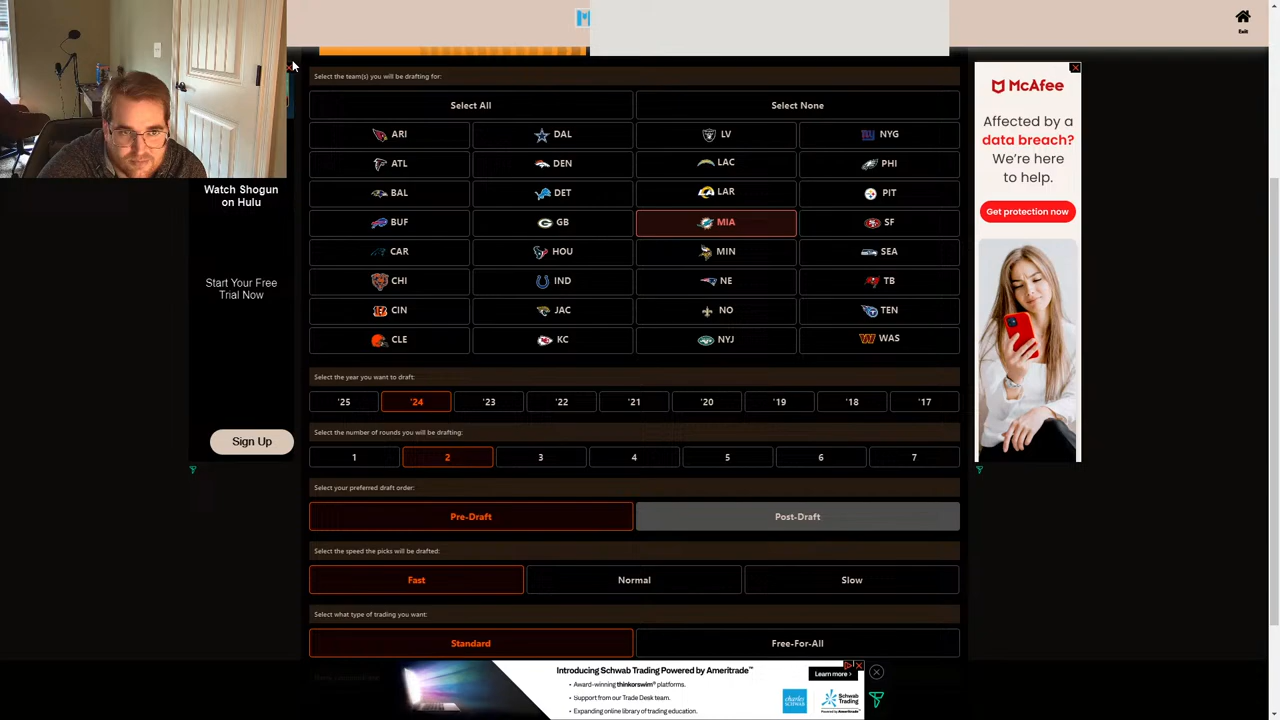 Exit
Select the team(s) you will be drafting for:
Select All
Select None
ARI
DAL
LV
NYG
ATL
DEN
LAC
PHI
BAL
DET
LAR
PIT
BUF
GB
MIA
SF
CAR
HOU
MIN
SEA
CHI
IND
NE
TB
CIN
JAC
NO
TEN
CLE
KC
NYJ
WAS
Select the year you want to draft:
'25
'24
'23
'22
'21
'20
'19
'18
'17
Select the number of rounds you will be drafting:
1
2
3
4
5
6
7
Select your preferred draft order:
Pre-Draft
Post-Draft
Select the speed the picks will be drafted:
Fast
Normal
Slow
Select what type of trading you want:
Standard
Free-For-All
Watch Shogun
on Hulu
Start Your Free
Trial Now
Sign Up
McAfee
Affected by a
data breach?
We're here
to help.
Get protection now
Introducing Schwab Trading Powered by Ameritrade™
• Award-winning thinkorswim® platforms.
• Support from our Trade Desk team.
• Expanding online library of trading education.
Learn more ›
charles
SCHWAB
Schwab
Trading
Powered by
Ameritrade